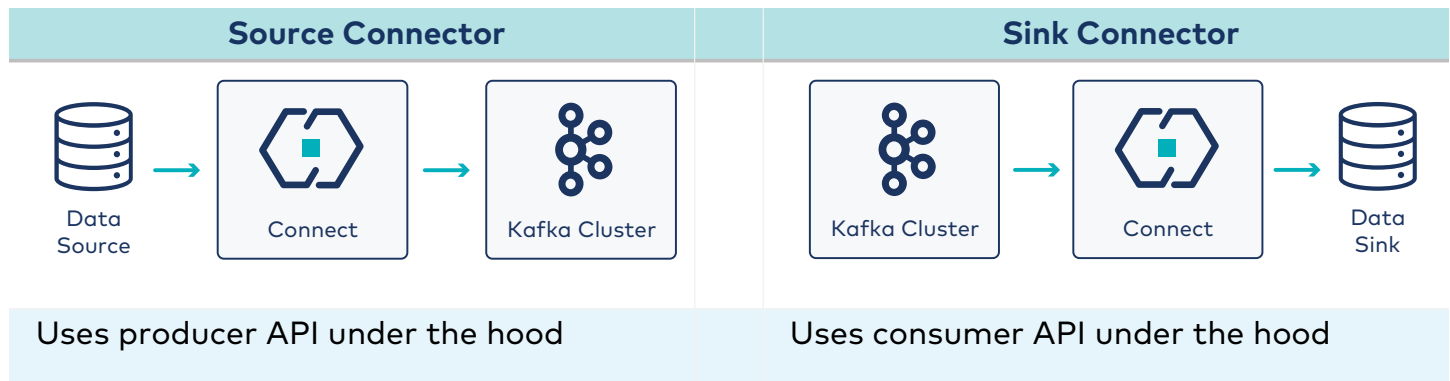 Source Connector
Sink Connector
Data
Source
Connect
Kafka Cluster
Kafka Cluster
Connect
Data
Sink
Uses producer API under the hood
Uses consumer API under the hood